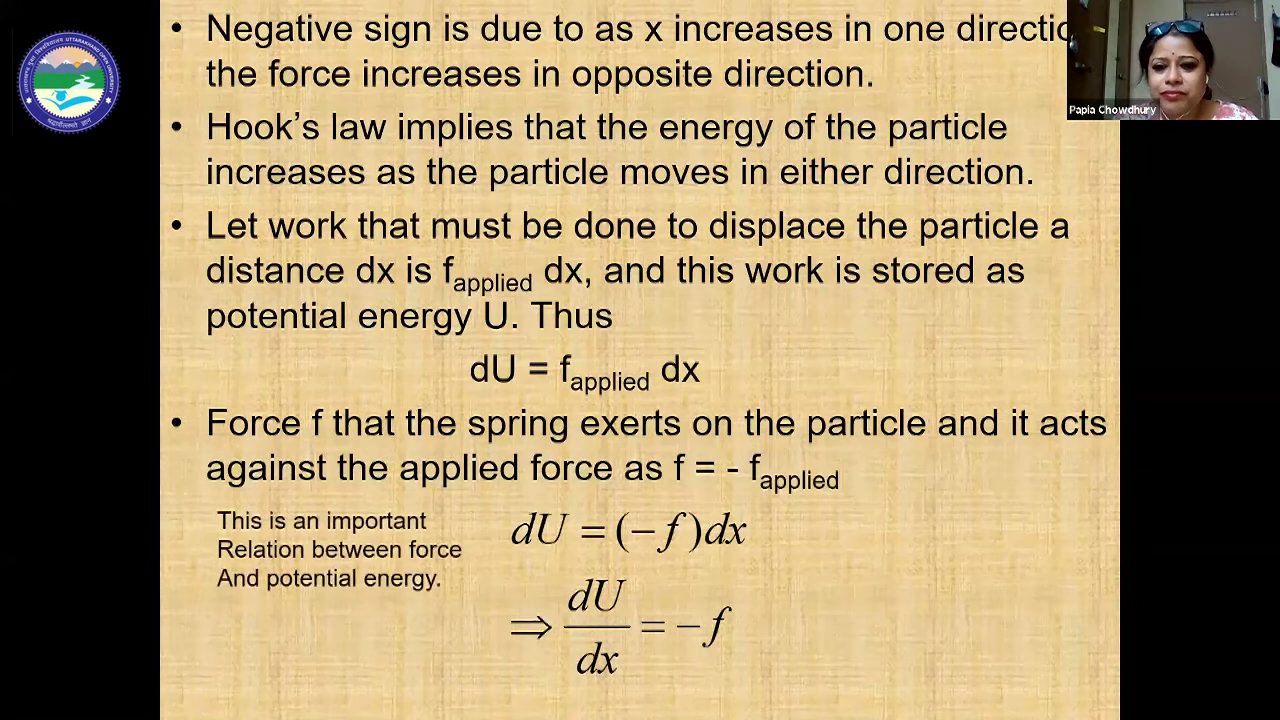 • Negative sign is due to as x increases in one directio
the force increases in opposite direction.
• Hook's law implies that the energy of the particle
increases as the particle moves in either direction.
• Let work that must be done to displace the particle a
distance dx is f_applied dx, and this work is stored as
potential energy U. Thus
dU = f_applied dx
• Force f that the spring exerts on the particle and it acts
against the applied force as f = - f_applied
This is an important
Relation between force
And potential energy.
dU = (−f)dx
⇒ dU/dx = −f
Papia Chowdhury